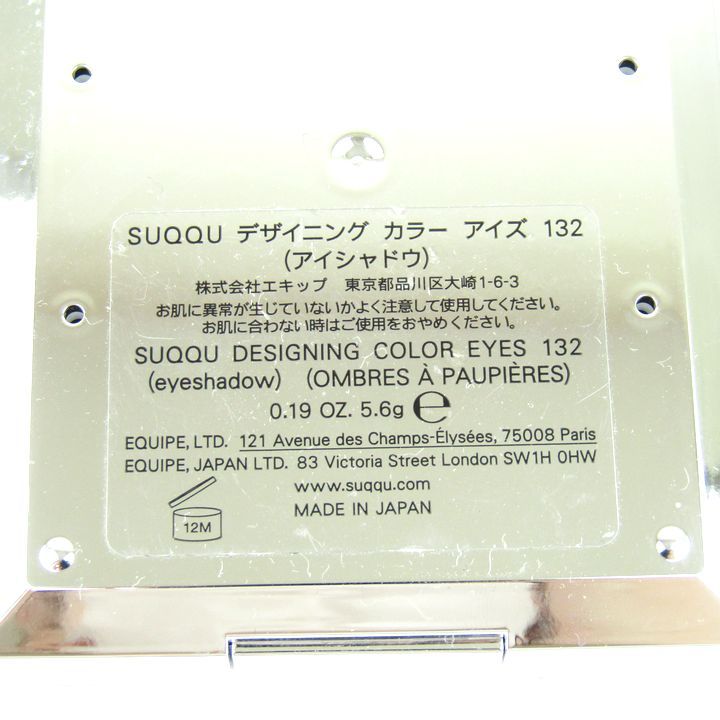 SUQQU デザイニング カラー アイズ 132
(アイシャドウ)
株式会社エキップ 東京都品川区大崎1-6-3
お肌に異常が生じていないかよく注意して使用してください。
お肌に合わない時はご使用をおやめください。
SUQQU DESIGNING COLOR EYES 132
(eyeshadow) (OMBRES À PAUPIÈRES)
0.19 OZ. 5.6g ℮
EQUIPE, LTD. 121 Avenue des Champs-Élysées, 75008 Paris
EQUIPE, JAPAN LTD. 83 Victoria Street London SW1H 0HW
www.suqqu.com
MADE IN JAPAN
12M